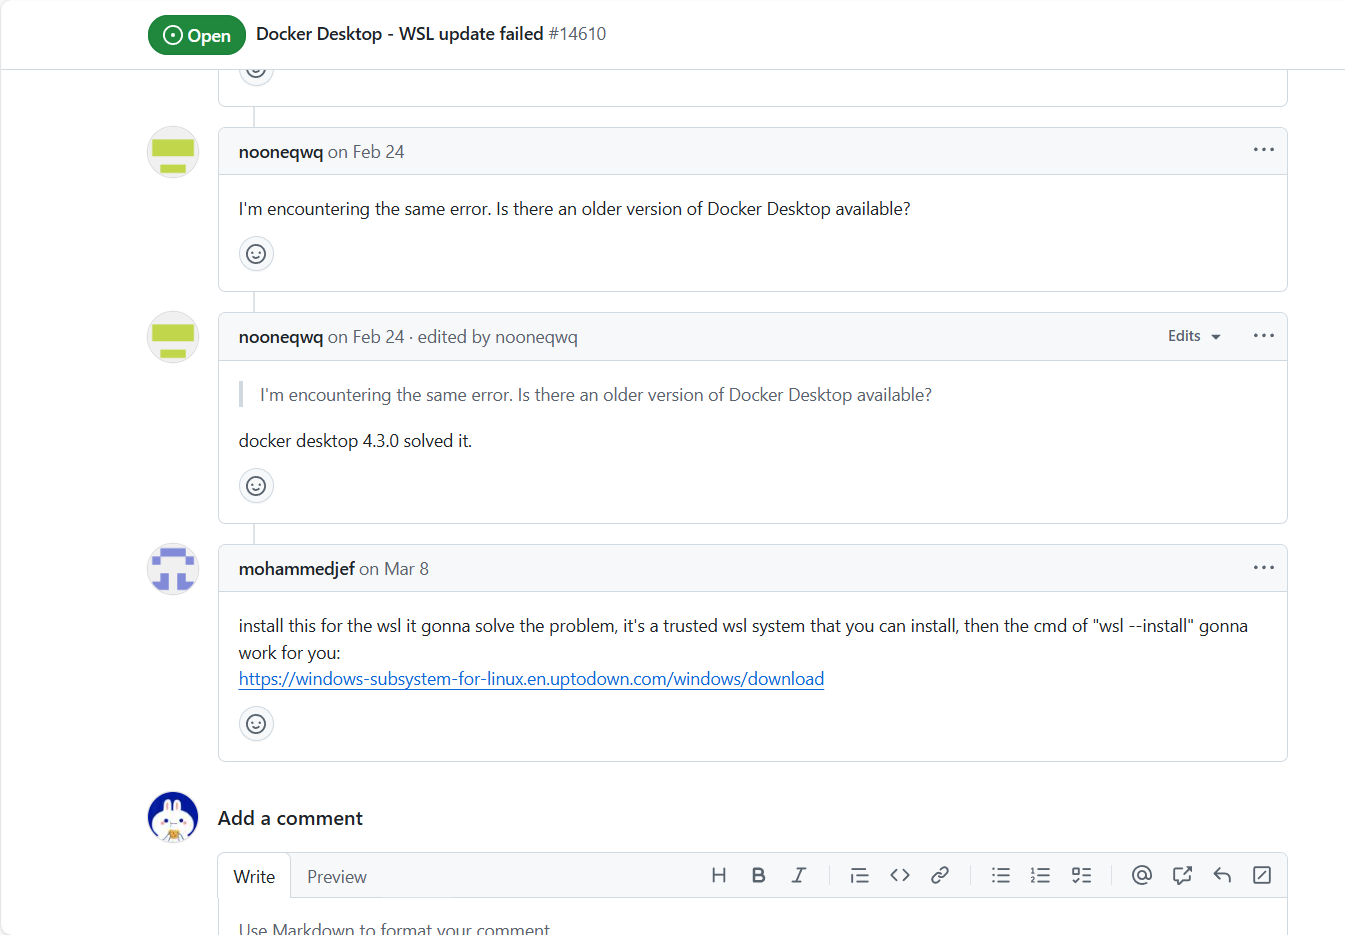 Open Docker Desktop - WSL update failed #14610
nooneqwq on Feb 24
I'm encountering the same error. Is there an older version of Docker Desktop available?
nooneqwq on Feb 24 · edited by nooneqwq Edits
I'm encountering the same error. Is there an older version of Docker Desktop available?
docker desktop 4.3.0 solved it.
mohammedjef on Mar 8
install this for the wsl it gonna solve the problem, it's a trusted wsl system that you can install, then the cmd of "wsl --install" gonna
work for you:
https://windows-subsystem-for-linux.en.uptodown.com/windows/download
Add a comment
Write Preview
Use Markdown to format your comment